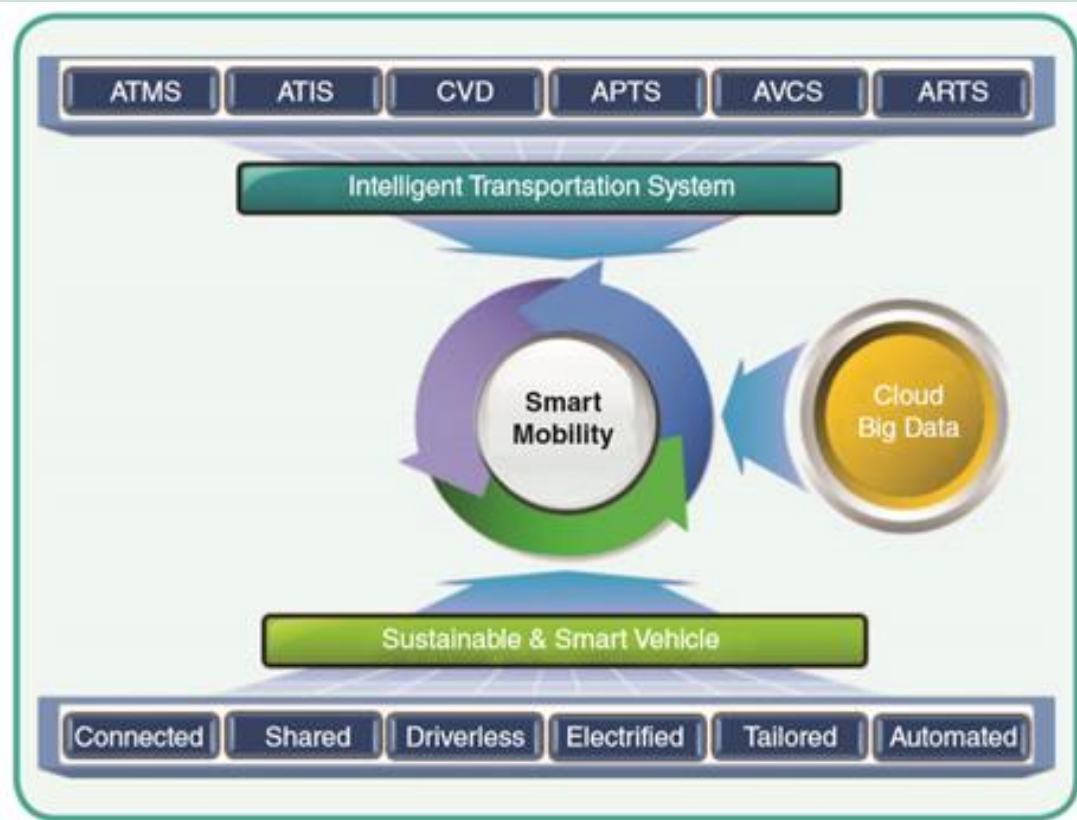 ATMS ATIS CVD APTS AVCS ARTS
Intelligent Transportation System
Smart
Mobility
Cloud
Big Data
Sustainable & Smart Vehicle
Connected Shared Driverless Electrified Tailored Automated